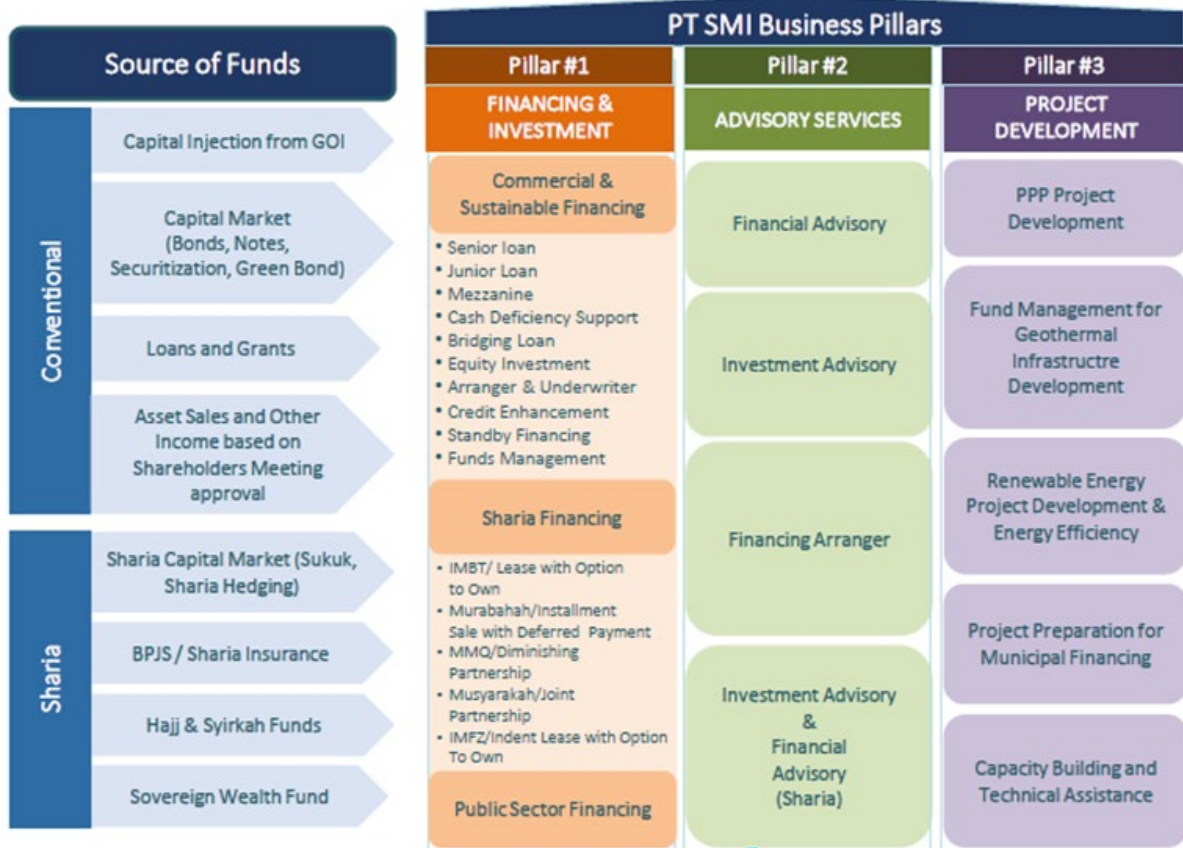 Source of Funds
Conventional
Capital Injection from GOI
Capital Market
(Bonds, Notes,
Securitization, Green Bond)
Loans and Grants
Asset Sales and Other
Income based on
Shareholders Meeting
approval
Sharia
Sharia Capital Market (Sukuk,
Sharia Hedging)
BPJS / Sharia Insurance
Hajj & Syirkah Funds
Sovereign Wealth Fund
PT SMI Business Pillars
Pillar #1
FINANCING &
INVESTMENT
Commercial &
Sustainable Financing
• Senior loan
• Junior Loan
• Mezzanine
• Cash Deficiency Support
• Bridging Loan
• Equity Investment
• Arranger & Underwriter
• Credit Enhancement
• Standby Financing
• Funds Management
Sharia Financing
• IMBT/ Lease with Option
to Own
• Murabahah/Installment
Sale with Deferred Payment
• MMQ/Diminishing
Partnership
• Musyarakah/Joint
Partnership
• IMFZ/Indent Lease with Option
To Own
Public Sector Financing
Pillar #2
ADVISORY SERVICES
Financial Advisory
Investment Advisory
Financing Arranger
Investment Advisory
&
Financial
Advisory
(Sharia)
Pillar #3
PROJECT
DEVELOPMENT
PPP Project
Development
Fund Management for
Geothermal
Infrastructre
Development
Renewable Energy
Project Development &
Energy Efficiency
Project Preparation for
Municipal Financing
Capacity Building and
Technical Assistance